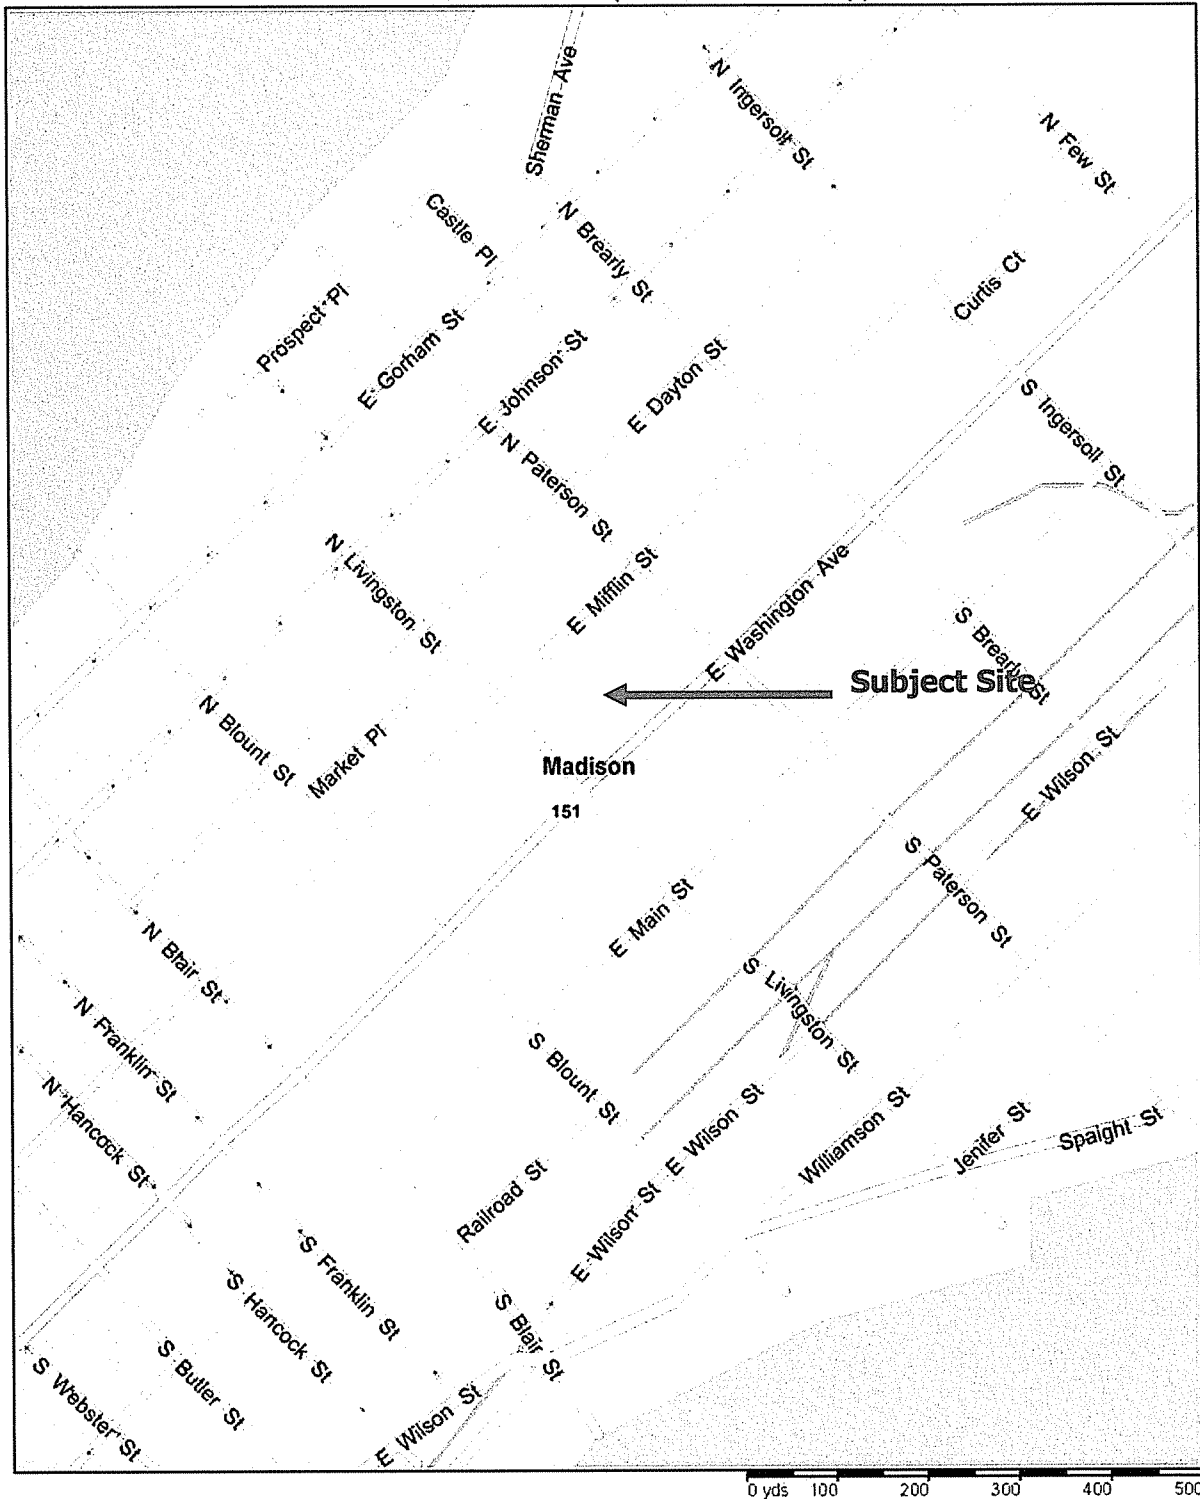 Sherman Ave
N Ingersoll St
N Few St
Castle Pl
N Brearly St
Curtis Ct
Prospect Pl
E Gorham St
E Johnson St
E Dayton St
S Ingersoll St
N Paterson St
N Livingston St
E Mifflin St
E Washington Ave
S Brearly St
Subject Site
N Blount St
Market Pl
Madison
151
E Wilson St
S Paterson St
E Main St
N Blair St
S Livingston St
N Franklin St
S Blount St
N Hancock St
E Wilson St
Williamson St
Jenifer St
Spaight St
Railroad St
E Wilson St
S Franklin St
S Hancock St
S Blair St
S Butler St
S Webster St
E Wilson St
0 yds 100 200 300 400 500